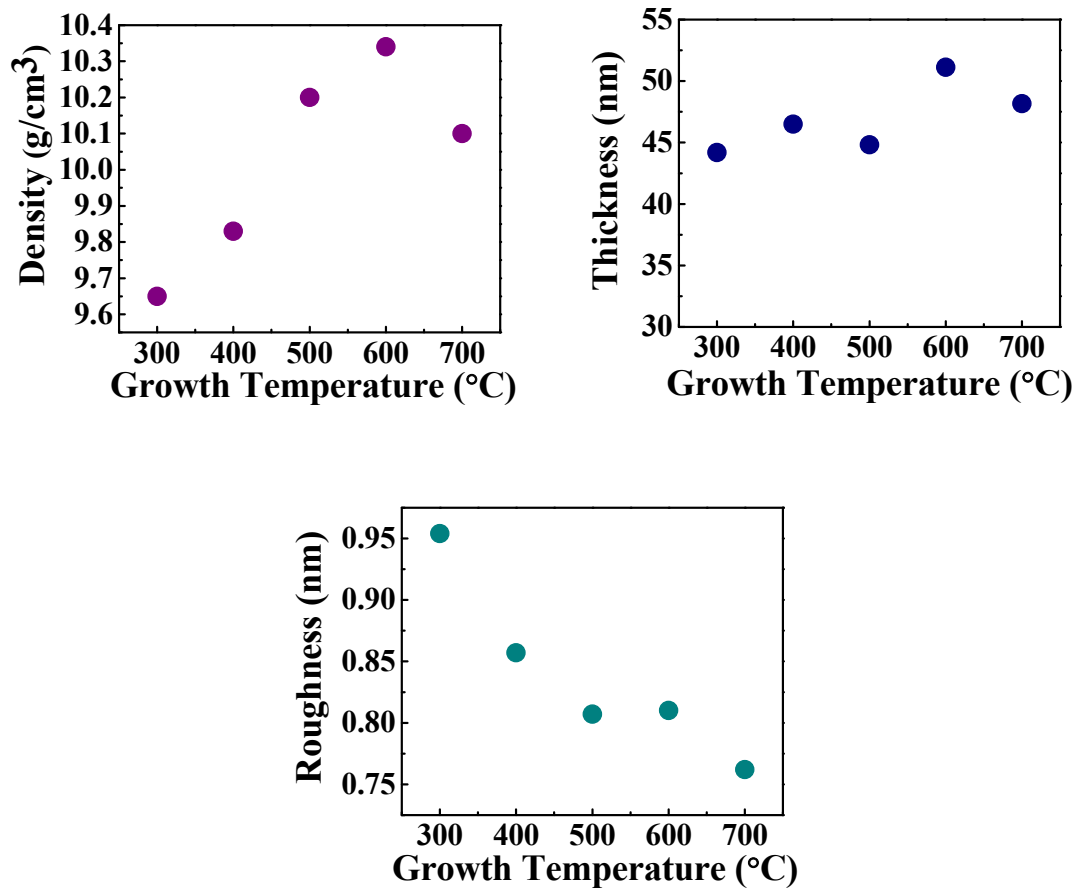 Density (g/cm³)
10.4
10.3
10.2
10.1
10.0
9.9
9.8
9.7
9.6
300 400 500 600 700
Growth Temperature (°C)
Thickness (nm)
55
50
45
40
35
30
300 400 500 600 700
Growth Temperature (°C)
Roughness (nm)
0.95
0.90
0.85
0.80
0.75
300 400 500 600 700
Growth Temperature (°C)